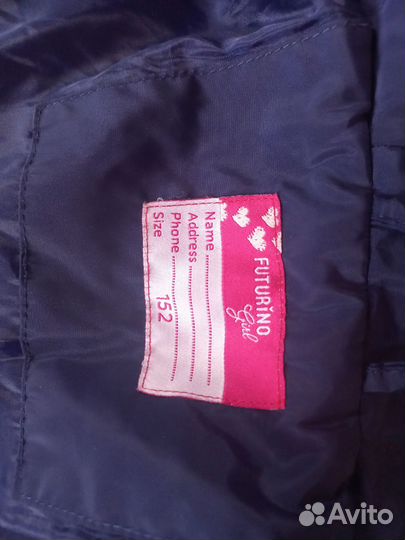 FUTURINO
Girl
Name
Address
Phone
Size 152
Avito